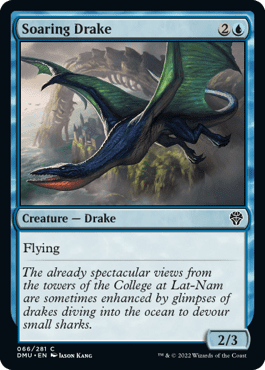 Soaring Drake 2
Creature — Drake
Flying
The already spectacular views from
the towers of the College at Lat-Nam
are sometimes enhanced by glimpses of
drakes diving into the ocean to devour
small sharks.
2/3
066/281 C
DMU • EN Jason Kang
™ & © 2022 Wizards of the Coast